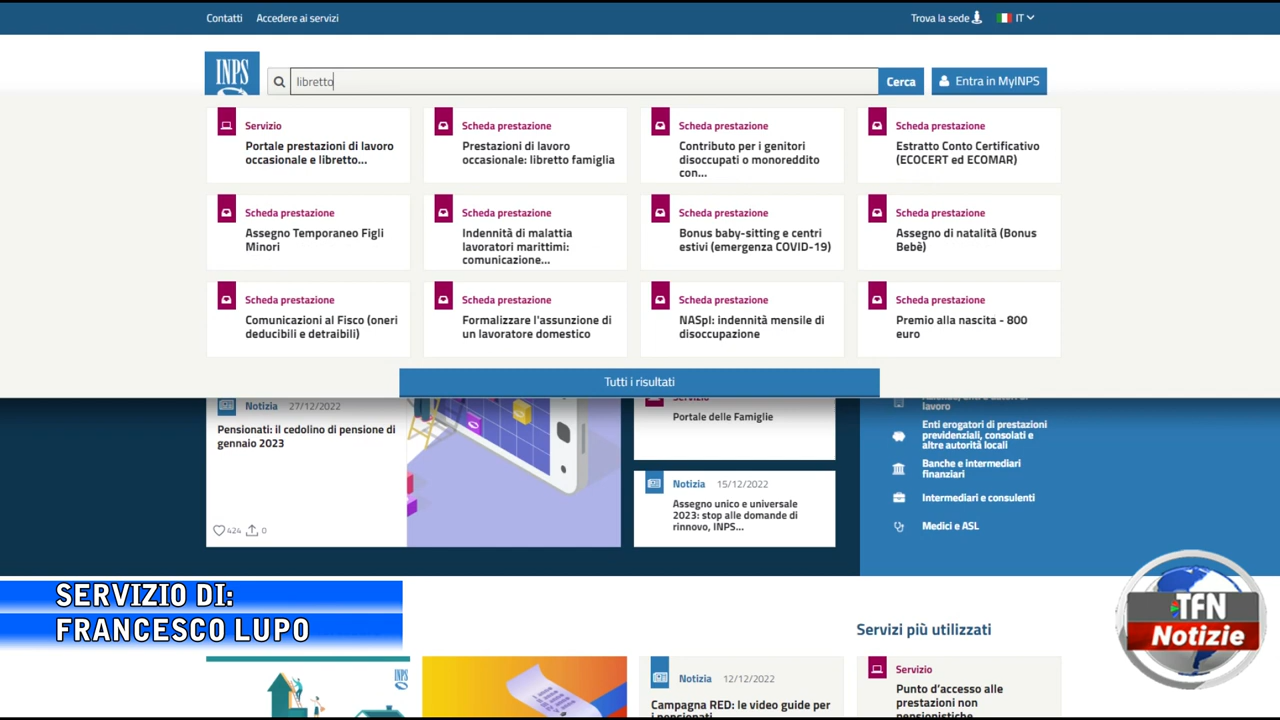 Contatti Accedere ai servizi
Trova la sede IT
INPS
libretto
Cerca
Entra in MyINPS
Servizio
Portale prestazioni di lavoro
occasionale e libretto...
Scheda prestazione
Prestazioni di lavoro
occasionale: libretto famiglia
Scheda prestazione
Contributo per i genitori
disoccupati o monoreddito
con...
Scheda prestazione
Estratto Conto Certificativo
(ECOCERT ed ECOMAR)
Scheda prestazione
Assegno Temporaneo Figli
Minori
Scheda prestazione
Indennità di malattia
lavoratori marittimi:
comunicazione...
Scheda prestazione
Bonus baby-sitting e centri
estivi (emergenza COVID-19)
Scheda prestazione
Assegno di natalità (Bonus
Bebè)
Scheda prestazione
Comunicazioni al Fisco (oneri
deducibili e detraibili)
Scheda prestazione
Formalizzare l'assunzione di
un lavoratore domestico
Scheda prestazione
NASpI: indennità mensile di
disoccupazione
Scheda prestazione
Premio alla nascita - 800
euro
Tutti i risultati
Notizia 27/12/2022
Pensionati: il cedolino di pensione di
gennaio 2023
424 0
Servizio
Portale delle Famiglie
Notizia 15/12/2022
Assegno unico e universale
2023: stop alle domande di
rinnovo, INPS...
lavoro
Enti erogatori di prestazioni
previdenziali, consolati e
altre autorità locali
Banche e intermediari
finanziari
Intermediari e consulenti
Medici e ASL
SERVIZIO DI:
FRANCESCO LUPO
TFN
Notizie
Servizi più utilizzati
INPS
Notizia 12/12/2022
Campagna RED: le video guide per
i pensionati
Servizio
Punto d'accesso alle
prestazioni non
pensionistiche